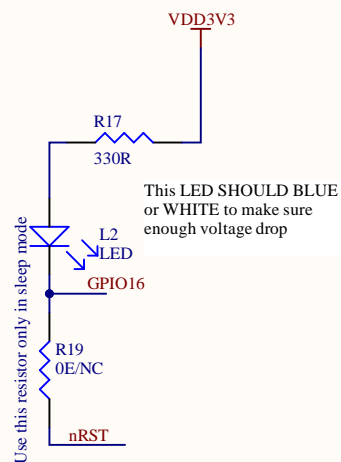 VDD3V3
R17
330R
This LED SHOULD BLUE
or WHITE to make sure
enough voltage drop
L2
LED
GPIO16
Use this resistor only in sleep mode
R19
0E/NC
nRST